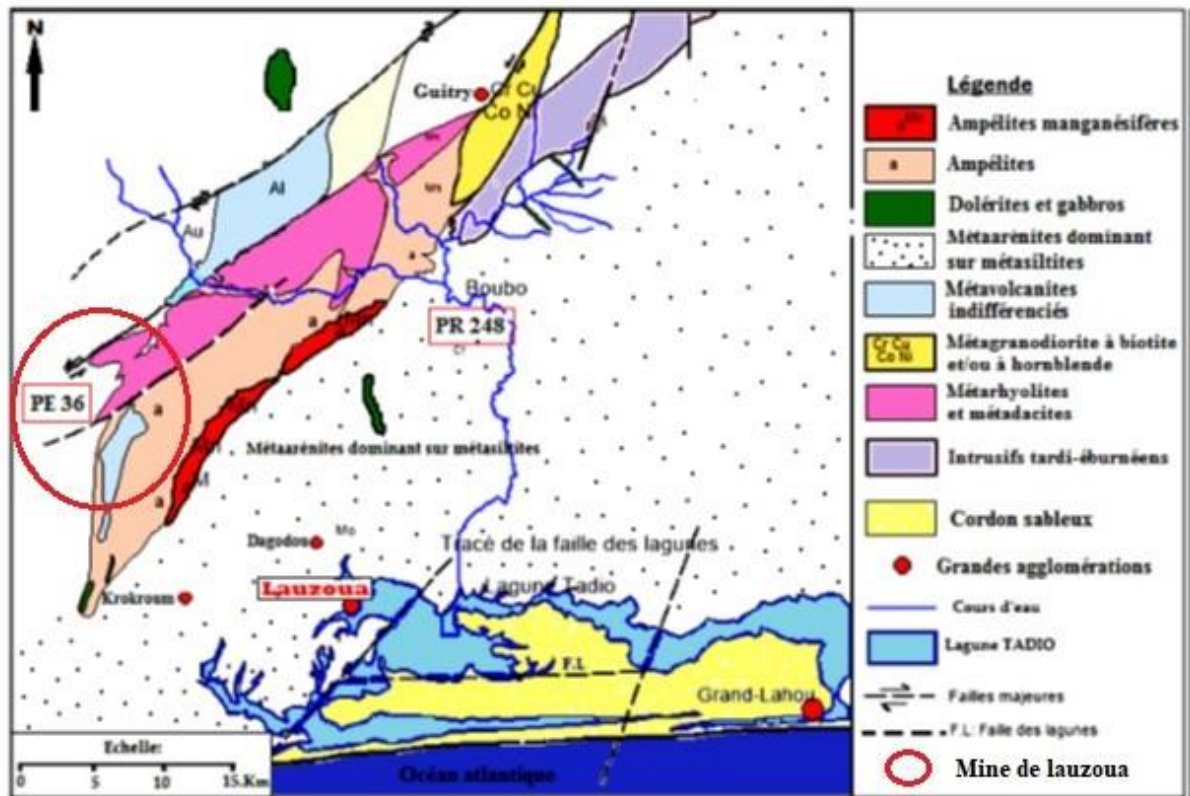 N
Guitry
Cr Cu
Co Ni
Al
Au
a
Boubo
PR 248
PE 36
a
a
a
Métaarénites dominant sur métasiltites
Mo
Dagodou
Tracé de la faille des lagunes
Lauzoua
Lagune Tadio
Krokroum
F.L
Grand-Lahou
Echelle:
0 5 10 15.Km
Océan atlantique
Légende
Ampélites manganésifères
a
Ampélites
Dolérites et gabbros
Métaarénites dominant
sur métasiltites
Métavolcanites
indifférenciés
Cr Cu
Co Ni
Métagranodiorite à biotite
et/ou à hornblende
Métarhyolites
et métadacites
Intrusifs tardi-éburnéens
Cordon sableux
Grandes agglomérations
Cours d'eau
Lagune TADIO
Failles majeures
F.L: Faille des lagunes
Mine de lauzoua